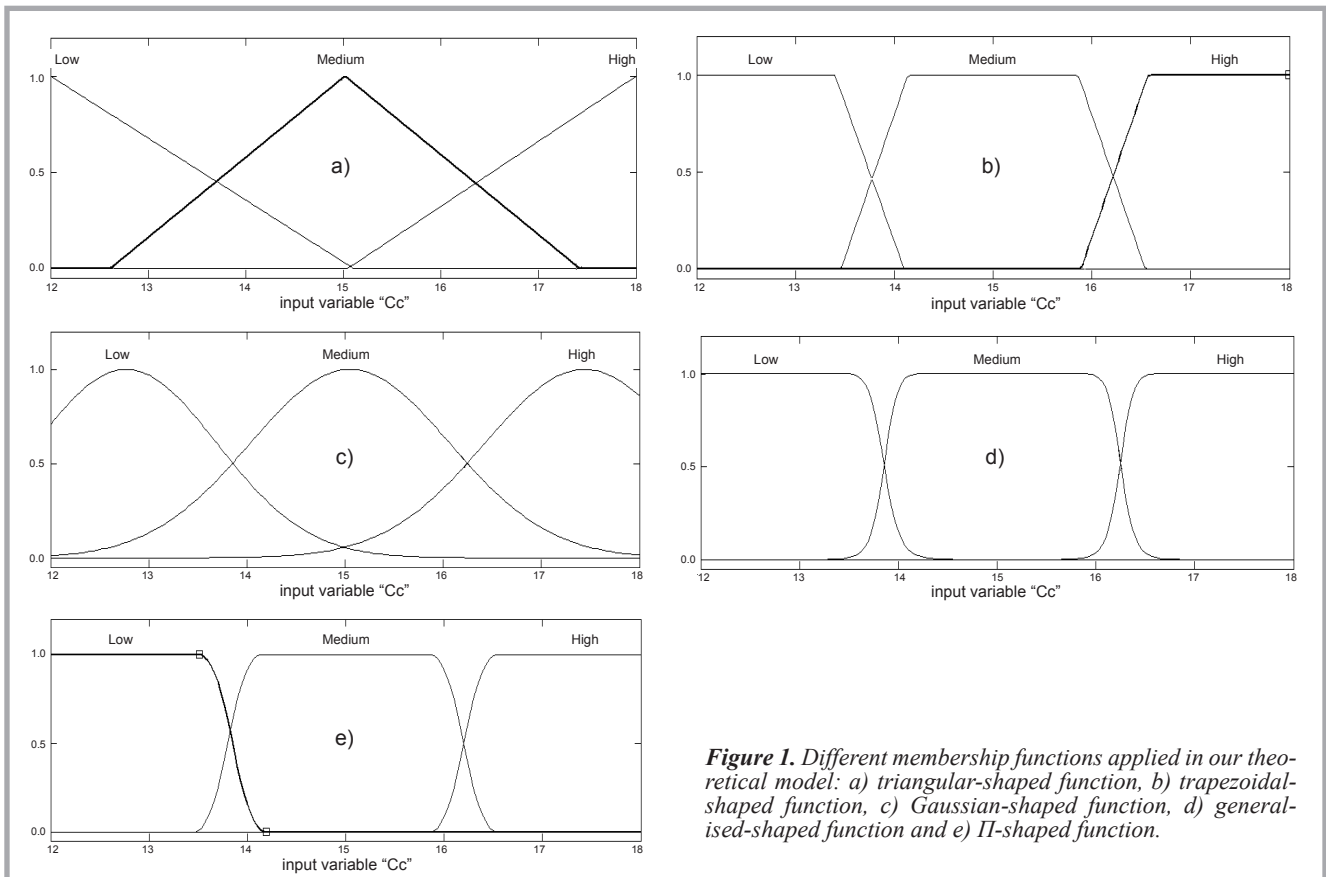 Low Medium High
1.0
0.5
a)
0.0
12 13 14 15 16 17 18
input variable “Cc”
Low Medium High
1.0
0.5
b)
0.0
12 13 14 15 16 17 18
input variable “Cc”
Low Medium High
1.0
0.5
c)
0.0
12 13 14 15 16 17 18
input variable “Cc”
Low Medium High
1.0
0.5
d)
0.0
12 13 14 15 16 17 18
input variable “Cc”
Low Medium High
1.0
0.5
e)
0.0
12 13 14 15 16 17 18
input variable “Cc”
Figure 1. Different membership functions applied in our theo-
retical model: a) triangular-shaped function, b) trapezoidal-
shaped function, c) Gaussian-shaped function, d) general-
ised-shaped function and e) Π-shaped function.